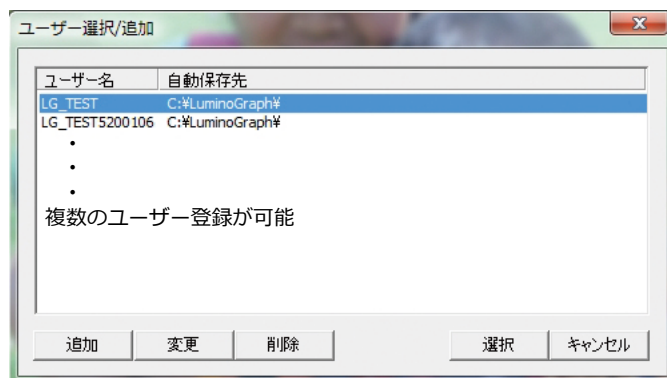 ユーザー選択/追加
ユーザー名 自動保存先
LG_TEST C:¥LuminoGraph¥
LG_TEST5200106 C:¥LuminoGraph¥
・
・
・
複数のユーザー登録が可能
追加 変更 削除 選択 キャンセル